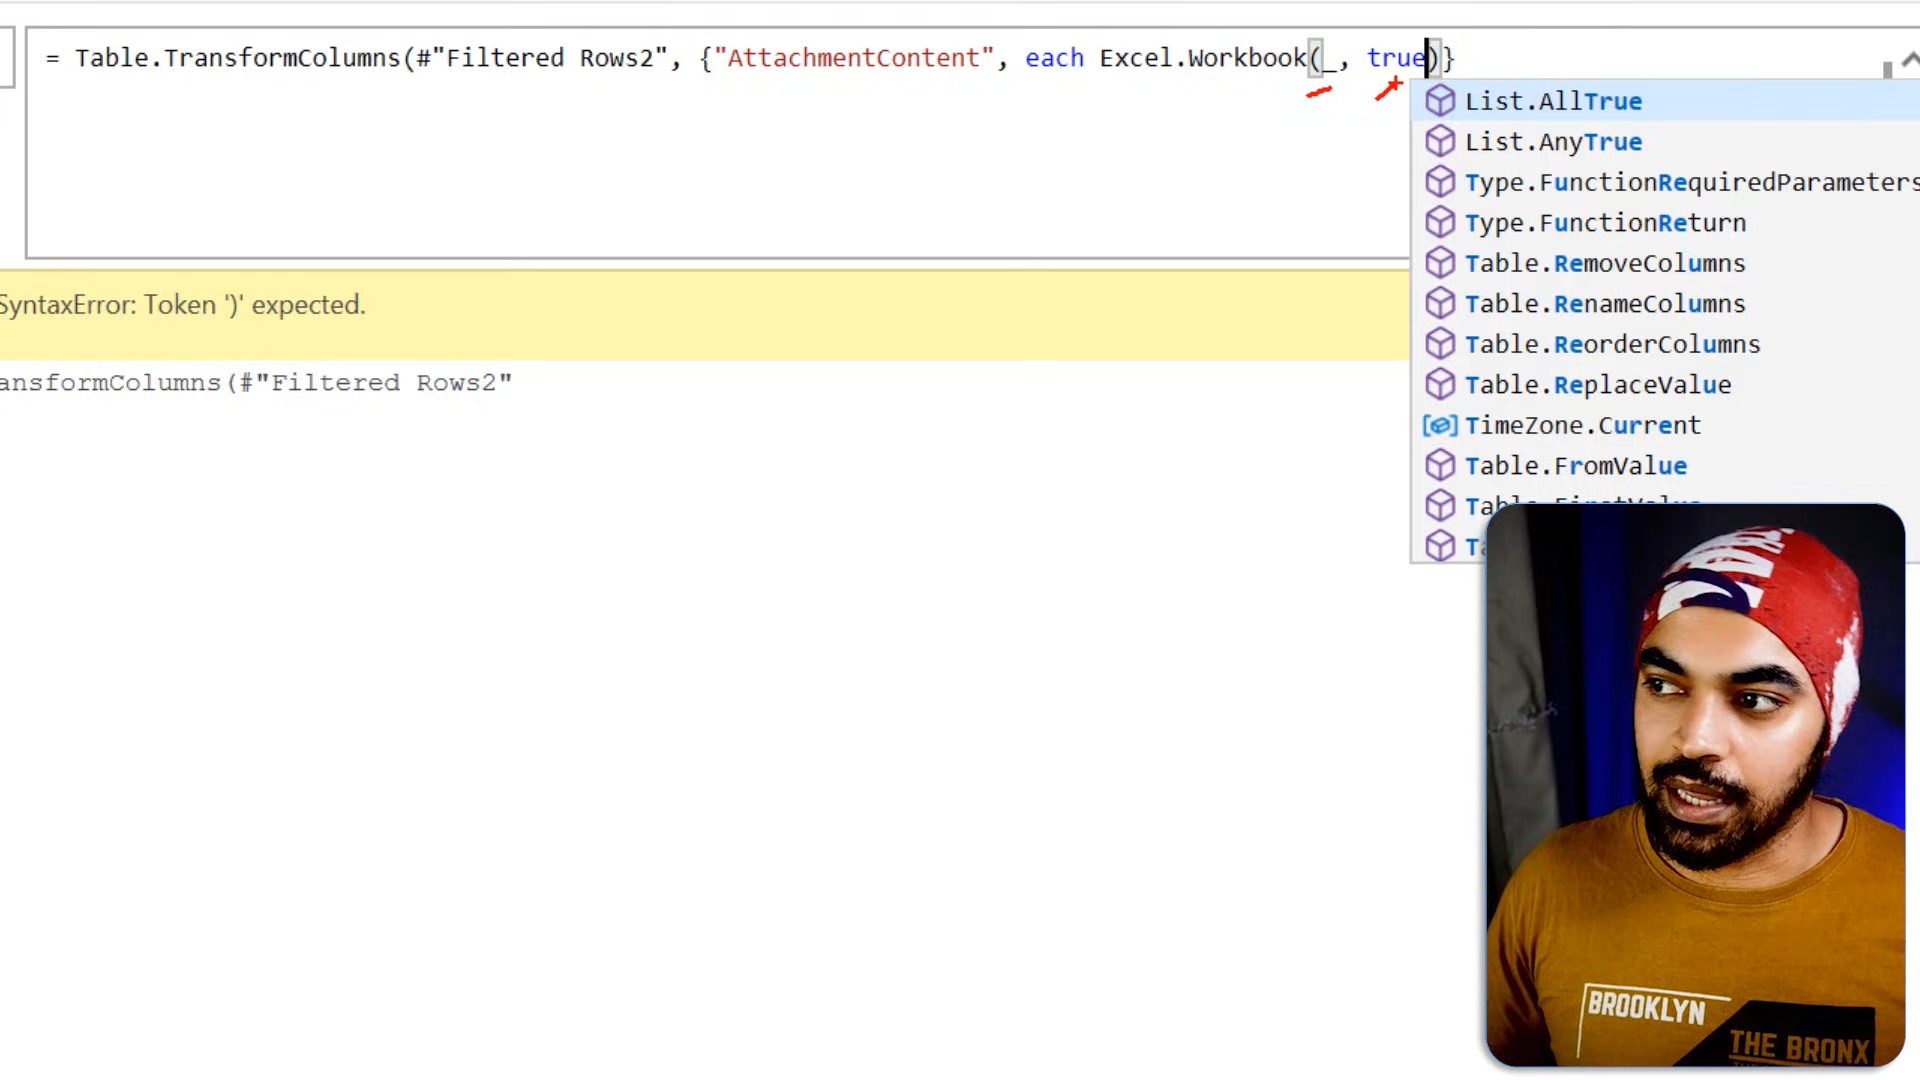 = Table.TransformColumns(#"Filtered Rows2", {"AttachmentContent", each Excel.Workbook(_, true)}
List.AllTrue
List.AnyTrue
Type.FunctionRequiredParameters
Type.FunctionReturn
Table.RemoveColumns
Table.RenameColumns
Table.ReorderColumns
Table.ReplaceValue
TimeZone.Current
Table.FromValue
SyntaxError: Token ')' expected.
ansformColumns(#"Filtered Rows2"
BROOKLYN
THE BRONX